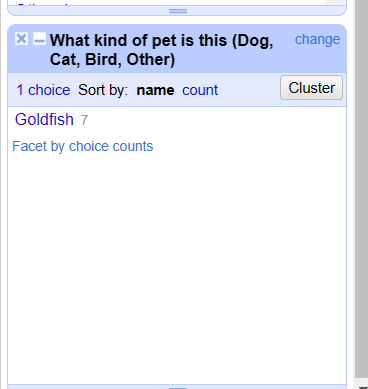 What kind of pet is this (Dog,
Cat, Bird, Other)
change
1 choice Sort by: name count
Cluster
Goldfish 7
Facet by choice counts